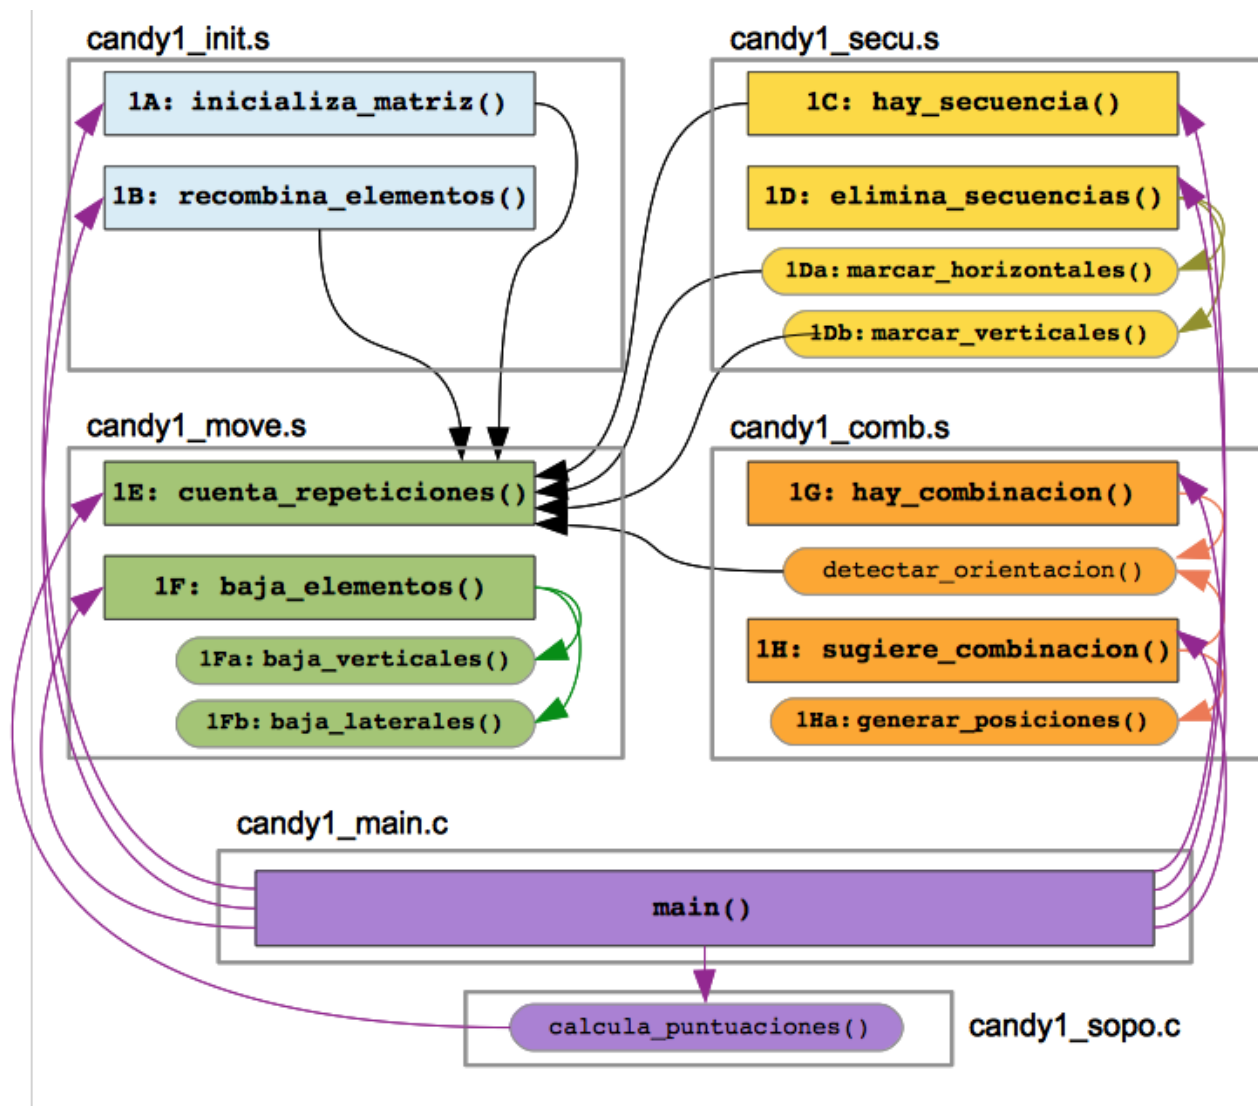 candy1_init.s
1A: inicializa_matriz()
1B: recombina_elementos()
candy1_secu.s
1C: hay_secuencia()
1D: elimina_secuencias()
1Da: marcar_horizontales()
1Db: marcar_verticales()
candy1_move.s
1E: cuenta_repeticiones()
1F: baja_elementos()
1Fa: baja_verticales()
1Fb: baja_laterales()
candy1_comb.s
1G: hay_combinacion()
detectar_orientacion()
1H: sugiere_combinacion()
1Ha: generar_posiciones()
candy1_main.c
main()
calcula_puntuaciones()
candy1_sopo.c